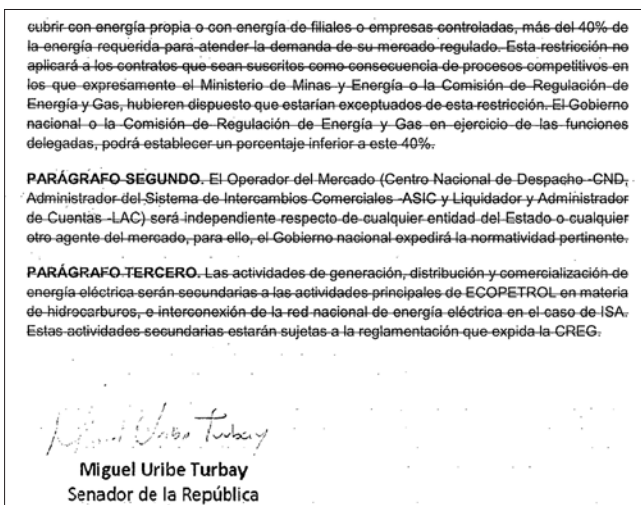 cubrir con energía propia o con energía de filiales o empresas controladas, más del 40% de
la energía requerida para atender la demanda de su mercado regulado. Esta restricción no
aplicará a los contratos que sean suscritos como consecuencia de procesos competitivos en
los que expresamente el Ministerio de Minas y Energía o la Comisión de Regulación de
Energía y Gas, hubieren dispuesto que estarían exceptuados de esta restricción. El Gobierno
nacional o la Comisión de Regulación de Energía y Gas en ejercicio de las funciones
delegadas, podrá establecer un porcentaje inferior a este 40%.
PARÁGRAFO SEGUNDO. El Operador del Mercado (Centro Nacional de Despacho -CND,
Administrador del Sistema de Intercambios Comerciales -ASIC y Liquidador y Administrador
de Cuentas -LAC) será independiente respecto de cualquier entidad del Estado o cualquier
otro agente del mercado, para ello, el Gobierno nacional expedirá la normatividad pertinente.
PARÁGRAFO TERCERO. Las actividades de generación, distribución y comercialización de
energía eléctrica serán secundarias a las actividades principales de ECOPETROL en materia
de hidrocarburos, e interconexión de la red nacional de energía eléctrica en el caso de ISA.
Estas actividades secundarias estarán sujetas a la reglamentación que expida la CREG.
Miguel Uribe Turbay
Miguel Uribe Turbay
Senador de la República